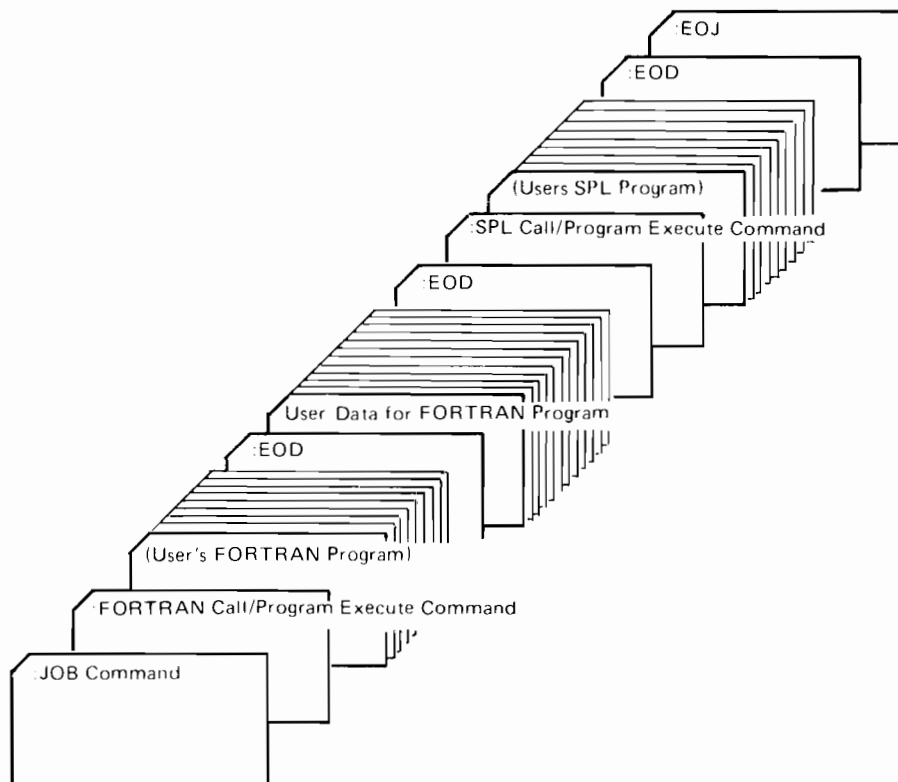 :EOJ
:EOD
(Users SPL Program)
:SPL Call/Program Execute Command
:EOD
User Data for FORTRAN Program
:EOD
(User's FORTRAN Program)
:FORTRAN Call/Program Execute Command
:JOB Command